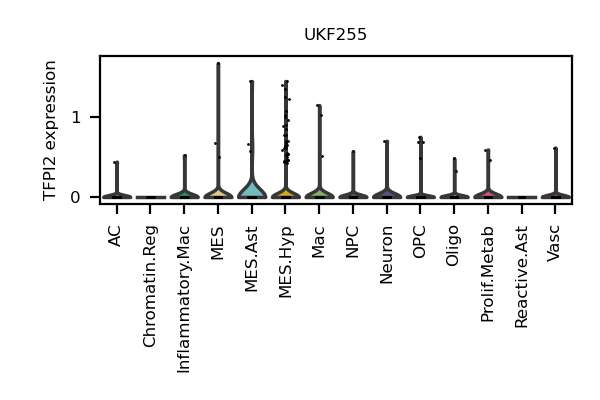 UKF255
TFPI2 expression
1
0
AC
Chromatin.Reg
Inflammatory.Mac
MES
MES.Ast
MES.Hyp
Mac
NPC
Neuron
OPC
Oligo
Prolif.Metab
Reactive.Ast
Vasc